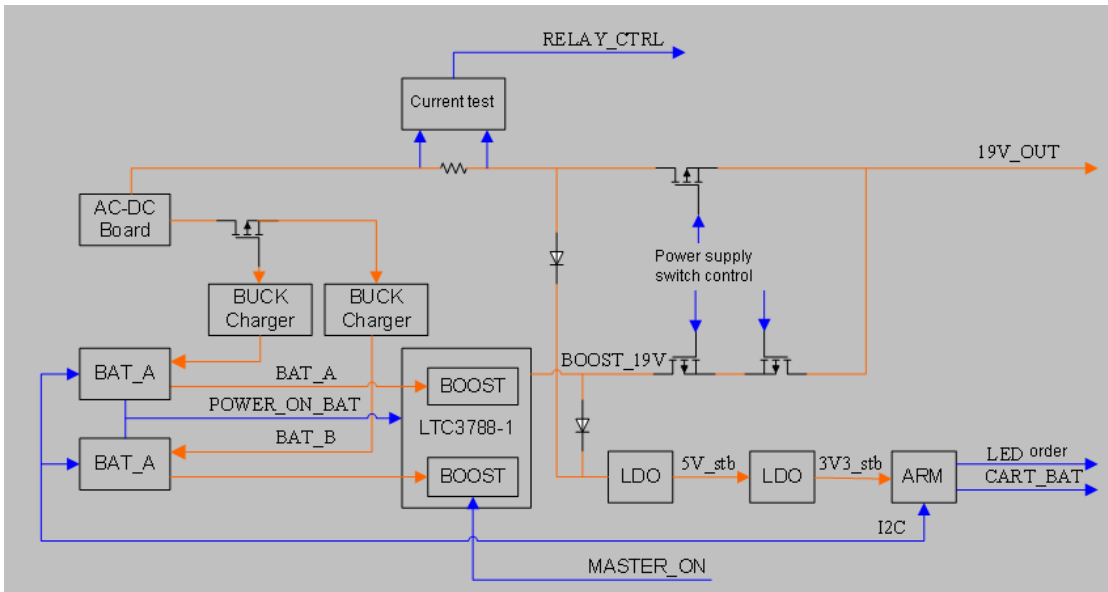 RELAY_CTRL
Current test
19V_OUT
AC-DC
Board
Power supply
switch control
BUCK
Charger
BUCK
Charger
BOOST_19V
BAT_A
BAT_A
BOOST
POWER_ON_BAT
LTC3788-1
BAT_B
BAT_A
BOOST
LDO
5V_stb
LDO
3V3_stb
ARM
LED order
CART_BAT
I2C
MASTER_ON